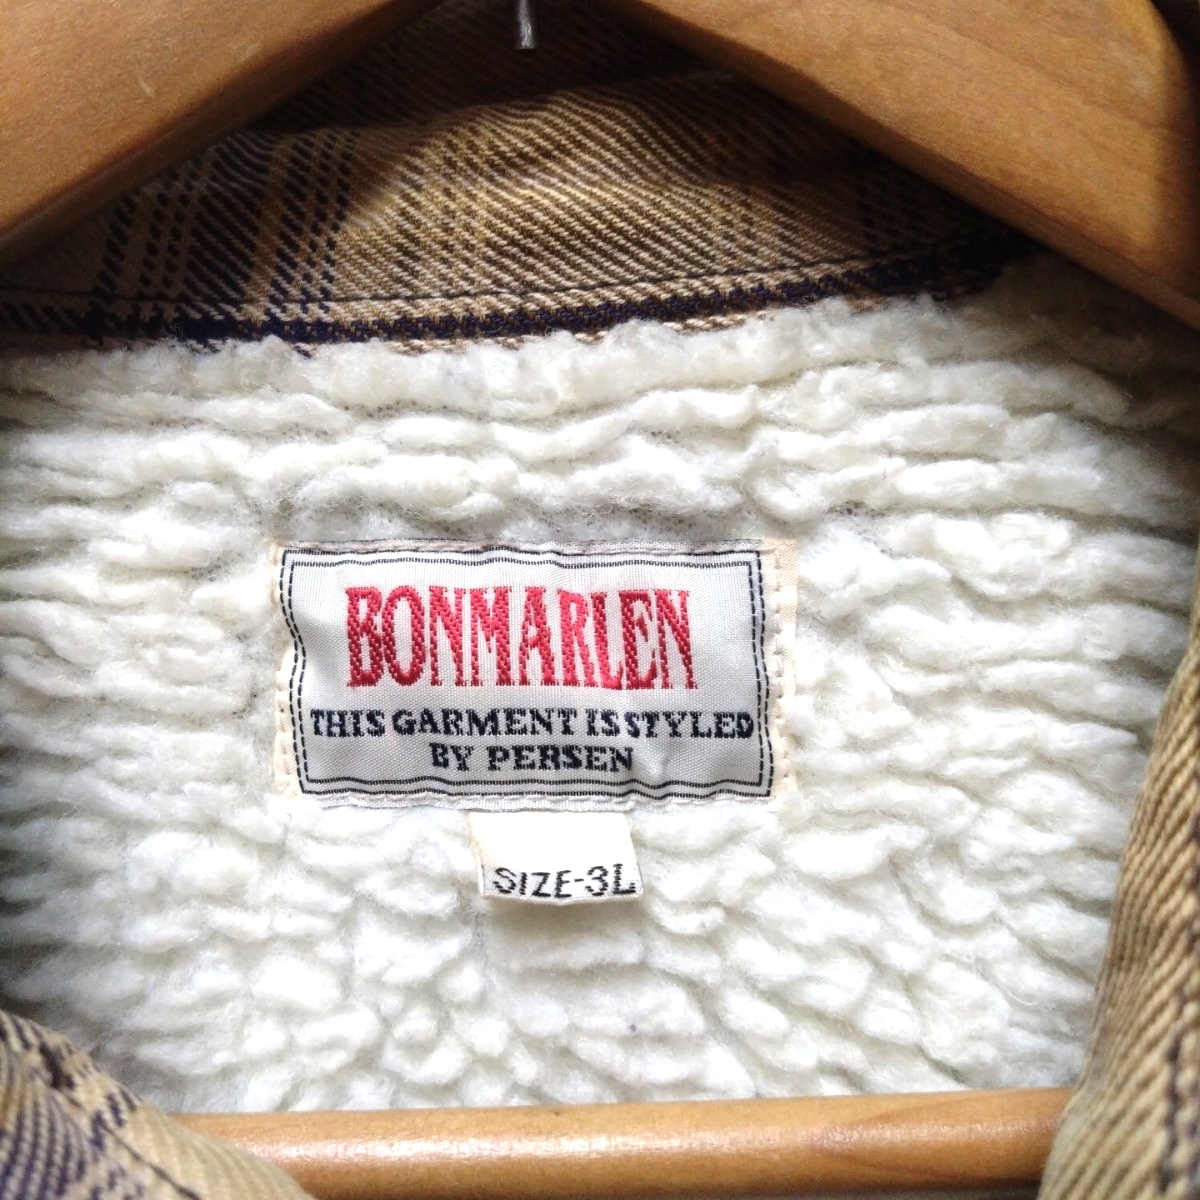 BONMARLEN
THIS GARMENT IS STYLED
BY PERSEN
SIZE-3L